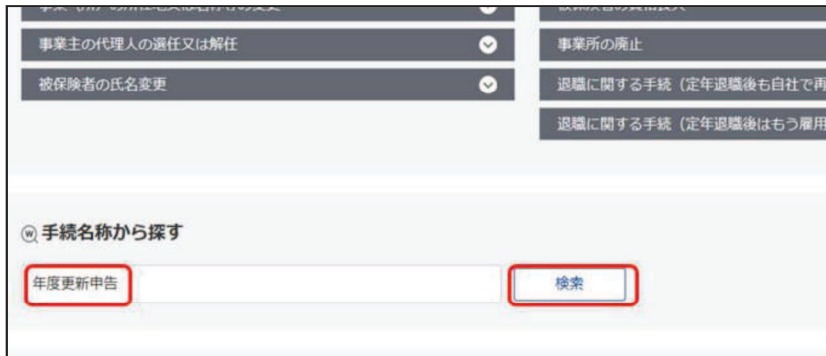 事業主の代理人の選任又は解任
被保険者の氏名変更
事業所の廃止
退職に関する手続（定年退職後も自社で再
退職に関する手続（定年退職後はもう雇用
手続名称から探す
年度更新申告
検索